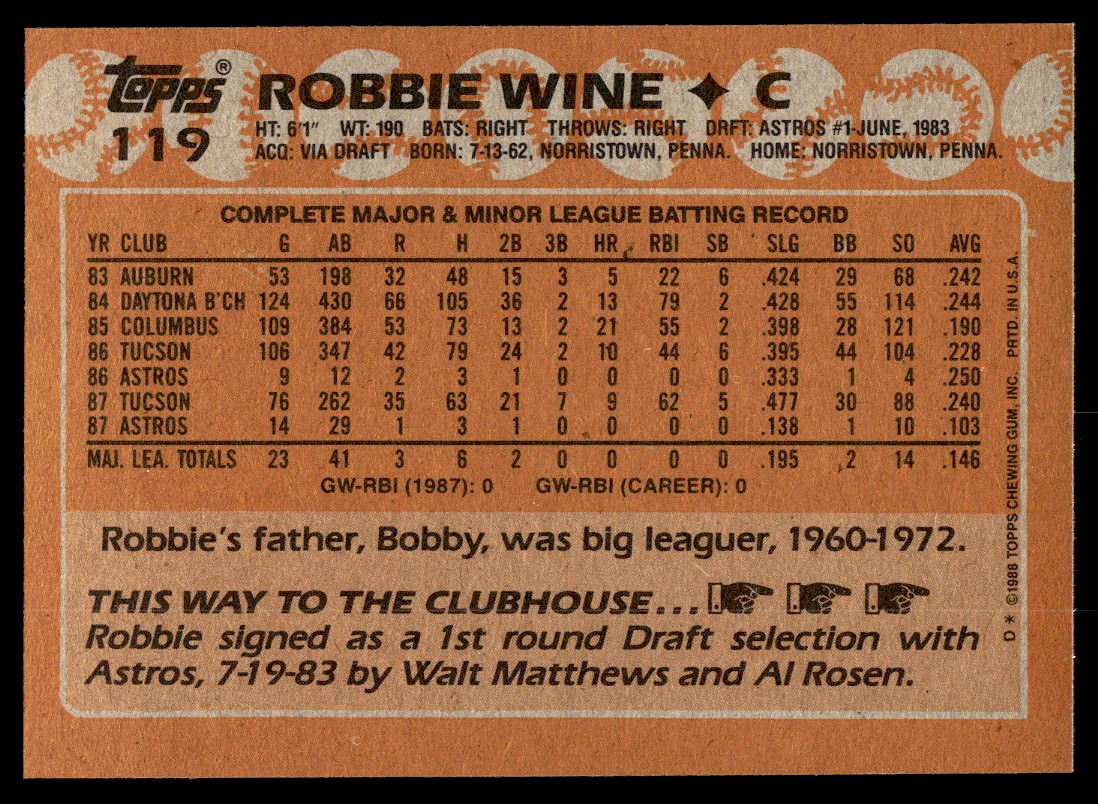 topps® ROBBIE WINE ✦ C
119
HT: 6'1" WT: 190 BATS: RIGHT THROWS: RIGHT DRFT: ASTROS #1-JUNE, 1983
ACQ: VIA DRAFT BORN: 7-13-62, NORRISTOWN, PENNA. HOME: NORRISTOWN, PENNA.
COMPLETE MAJOR & MINOR LEAGUE BATTING RECORD
YR CLUB G AB R H 2B 3B HR RBI SB SLG BB SO AVG
83 AUBURN 53 198 32 48 15 3 5 22 6 .424 29 68 .242
84 DAYTONA B'CH 124 430 66 105 36 2 13 79 2 .428 55 114 .244
85 COLUMBUS 109 384 53 73 13 2 21 55 2 .398 28 121 .190
86 TUCSON 106 347 42 79 24 2 10 44 6 .395 44 104 .228
86 ASTROS 9 12 2 3 1 0 0 0 0 .333 1 4 .250
87 TUCSON 76 262 35 63 21 7 9 62 5 .477 30 88 .240
87 ASTROS 14 29 1 3 1 0 0 0 0 .138 1 10 .103
MAJ. LEA. TOTALS 23 41 3 6 2 0 0 0 0 .195 2 14 .146
GW-RBI (1987): 0 GW-RBI (CAREER): 0
Robbie's father, Bobby, was big leaguer, 1960-1972.
THIS WAY TO THE CLUBHOUSE...
Robbie signed as a 1st round Draft selection with
Astros, 7-19-83 by Walt Matthews and Al Rosen.
D* ©1988 TOPPS CHEWING GUM, INC. PRTD. IN U.S.A.